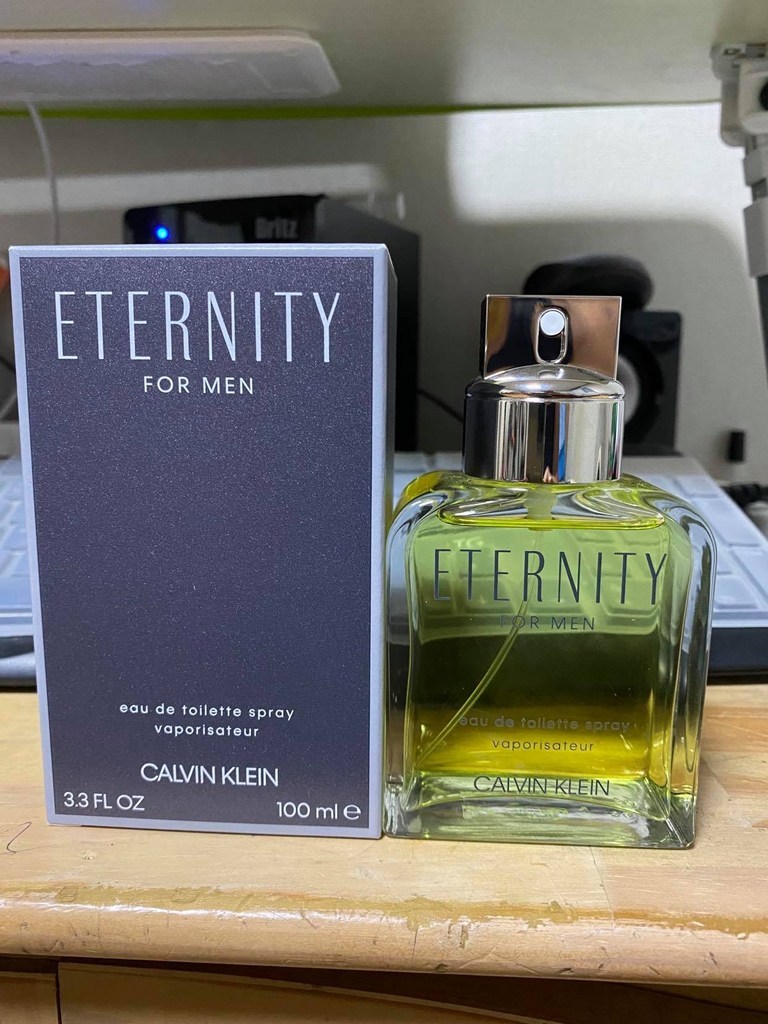 Britz
ETERNITY
FOR MEN
eau de toilette spray
vaporisateur
CALVIN KLEIN
3.3 FL OZ
100 ml e
ETERNITY
FOR MEN
eau de toilette spray
vaporisateur
CALVIN KLEIN